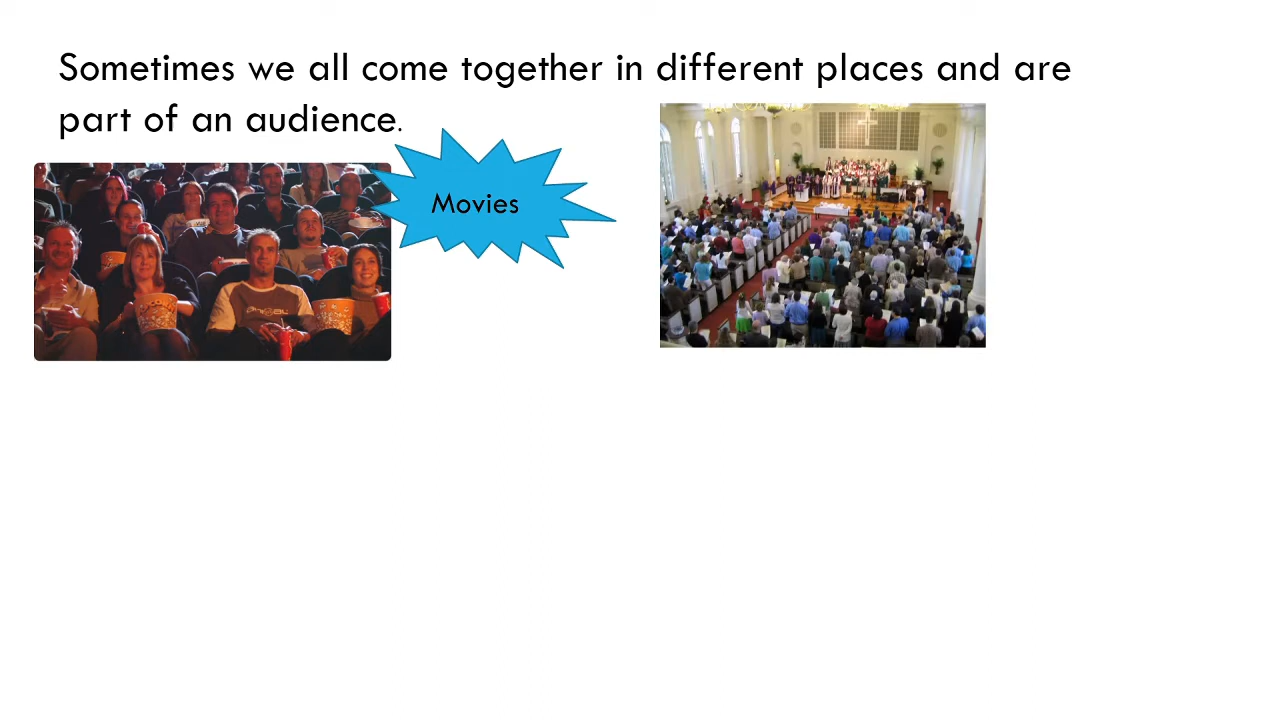 Sometimes we all come together in different places and are
part of an audience.
Movies